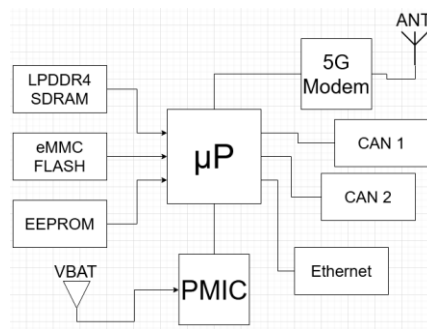 ANT
5G
Modem
LPDDR4
SDRAM
eMMC
FLASH
µP
CAN 1
CAN 2
EEPROM
VBAT
PMIC
Ethernet